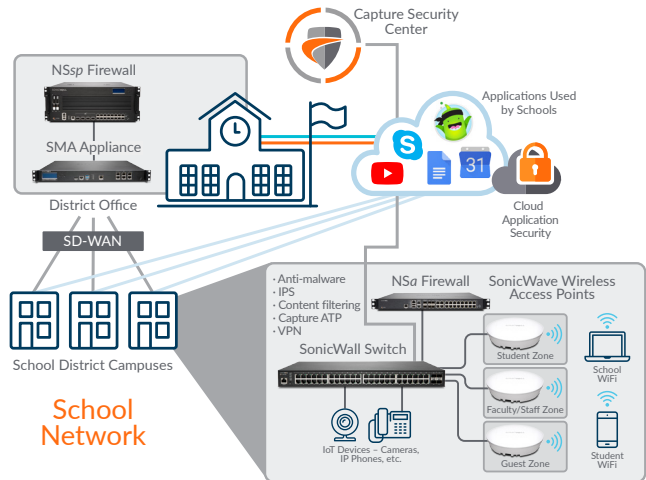 Capture Security
Center
NSsp Firewall
SMA Appliance
District Office
SD-WAN
School District Campuses
School
Network
Applications Used
by Schools
31
Cloud
Application
Security
· Anti-malware
· IPS
· Content filtering
· Capture ATP
· VPN
NSa Firewall
SonicWave Wireless
Access Points
SonicWall Switch
Student Zone
Faculty/Staff Zone
Guest Zone
School
WiFi
Student
WiFi
IoT Devices – Cameras,
IP Phones, etc.